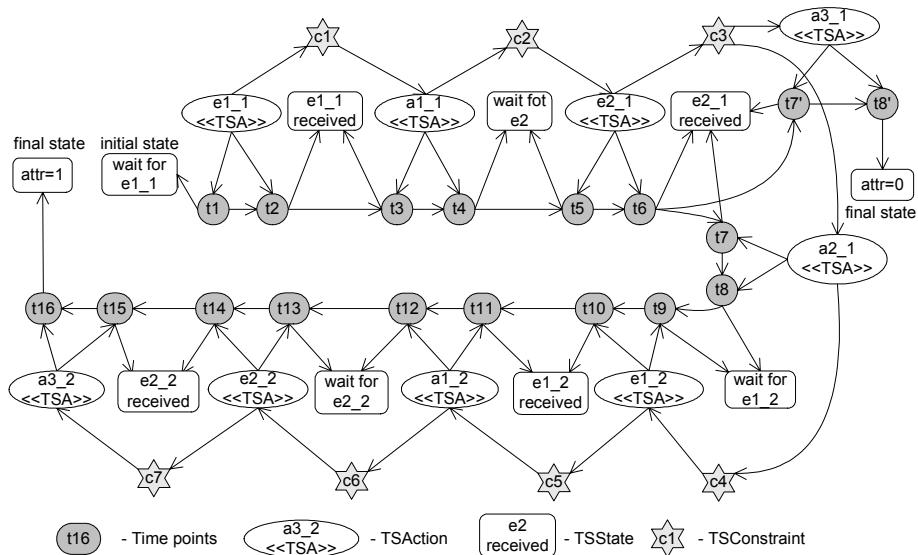 a3_1
<<TSA>>
c1
c2
c3
e1_1
<<TSA>>
e1_1
received
a1_1
<<TSA>>
wait fot
e2
e2_1
<<TSA>>
e2_1
received
t7'
t8'
final state
initial state
attr=1
wait for
e1_1
attr=0
final state
t1
t2
t3
t4
t5
t6
t7
a2_1
<<TSA>>
t8
t16
t15
t14
t13
t12
t11
t10
t9
a3_2
<<TSA>>
e2_2
received
e2_2
<<TSA>>
wait for
e2_2
a1_2
<<TSA>>
e1_2
received
e1_2
<<TSA>>
wait for
e1_2
c7
c6
c5
c4
t16
- Time points
a3_2
<<TSA>>
- TSAction
e2
received
- TSState
c1
- TSConstraint